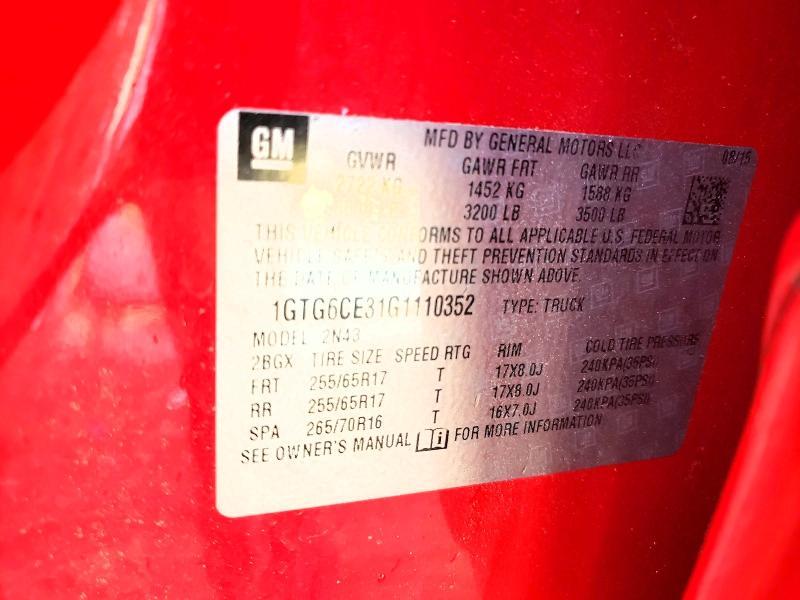 GM
MFD BY GENERAL MOTORS LLC
08/15
GVWR GAWR FRT GAWR RR
2722 KG 1452 KG 1588 KG
3200 LB 3500 LB
THIS VEHICLE CONFORMS TO ALL APPLICABLE U.S. FEDERAL MOTOR
VEHICLE SAFETY AND THEFT PREVENTION STANDARDS IN EFFECT ON
THE DATE OF MANUFACTURE SHOWN ABOVE.
1GTG6CE31G1110352 TYPE: TRUCK
MODEL 2N43
2BGX TIRE SIZE SPEED RTG RIM COLD TIRE PRESSURE
FRT 255/65R17 T 17X8.0J 240KPA(35PSI)
RR 255/65R17 T 17X8.0J 240KPA(35PSI)
SPA 265/70R16 T 16X7.0J 240KPA(35PSI)
SEE OWNER'S MANUAL i FOR MORE INFORMATION